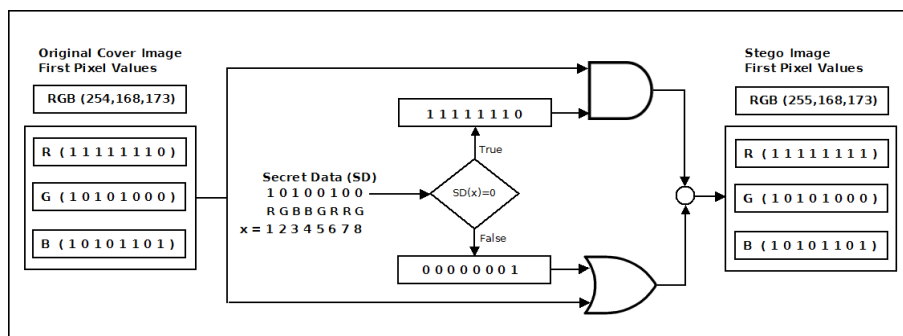 Original Cover Image
First Pixel Values
RGB (254,168,173)
R ( 1 1 1 1 1 1 1 0 )
G ( 1 0 1 0 1 0 0 0 )
B ( 1 0 1 0 1 1 0 1 )
Secret Data (SD)
1 0 1 0 0 1 0 0
R G B B G R R G
x = 1 2 3 4 5 6 7 8
1 1 1 1 1 1 1 0
True
SD(x)=0
False
0 0 0 0 0 0 0 1
Stego Image
First Pixel Values
RGB (255,168,173)
R ( 1 1 1 1 1 1 1 1 )
G ( 1 0 1 0 1 0 0 0 )
B ( 1 0 1 0 1 1 0 1 )